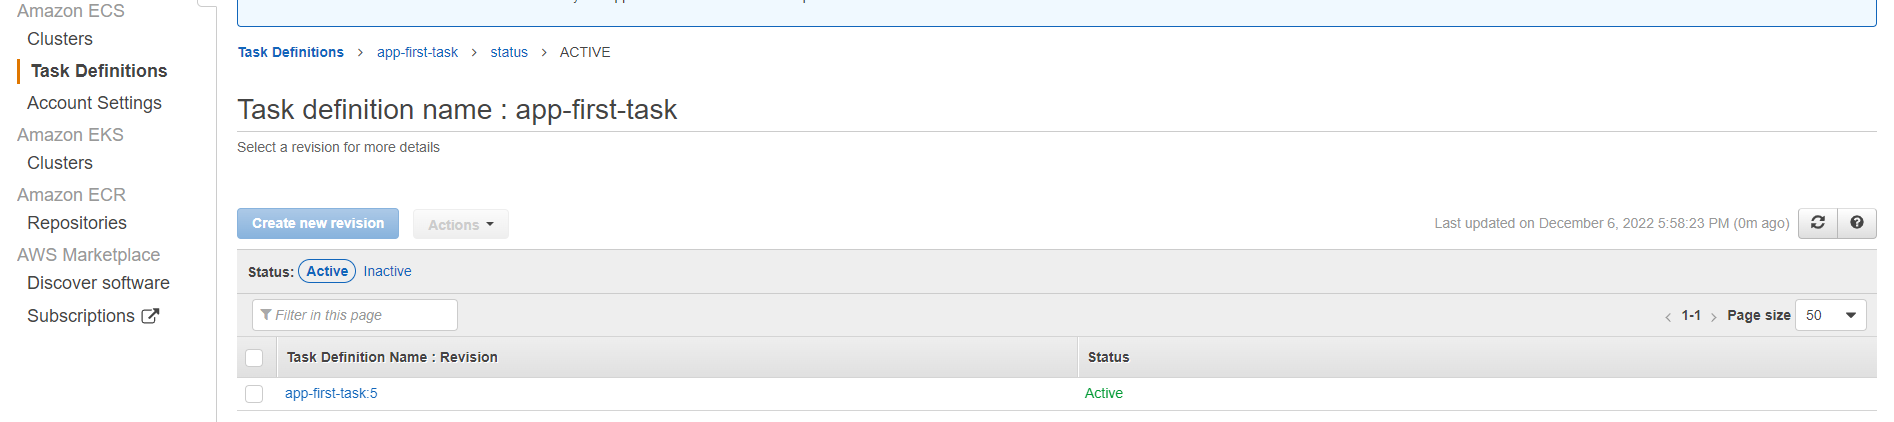 Amazon ECS
Clusters
Task Definitions
Account Settings
Amazon EKS
Clusters
Amazon ECR
Repositories
AWS Marketplace
Discover software
Subscriptions
Task Definitions > app-first-task > status > ACTIVE
Task definition name : app-first-task
Select a revision for more details
Create new revision Actions
Last updated on December 6, 2022 5:58:23 PM (0m ago)
Status: Active Inactive
Filter in this page
< 1-1 > Page size 50
Task Definition Name : Revision Status
app-first-task:5 Active